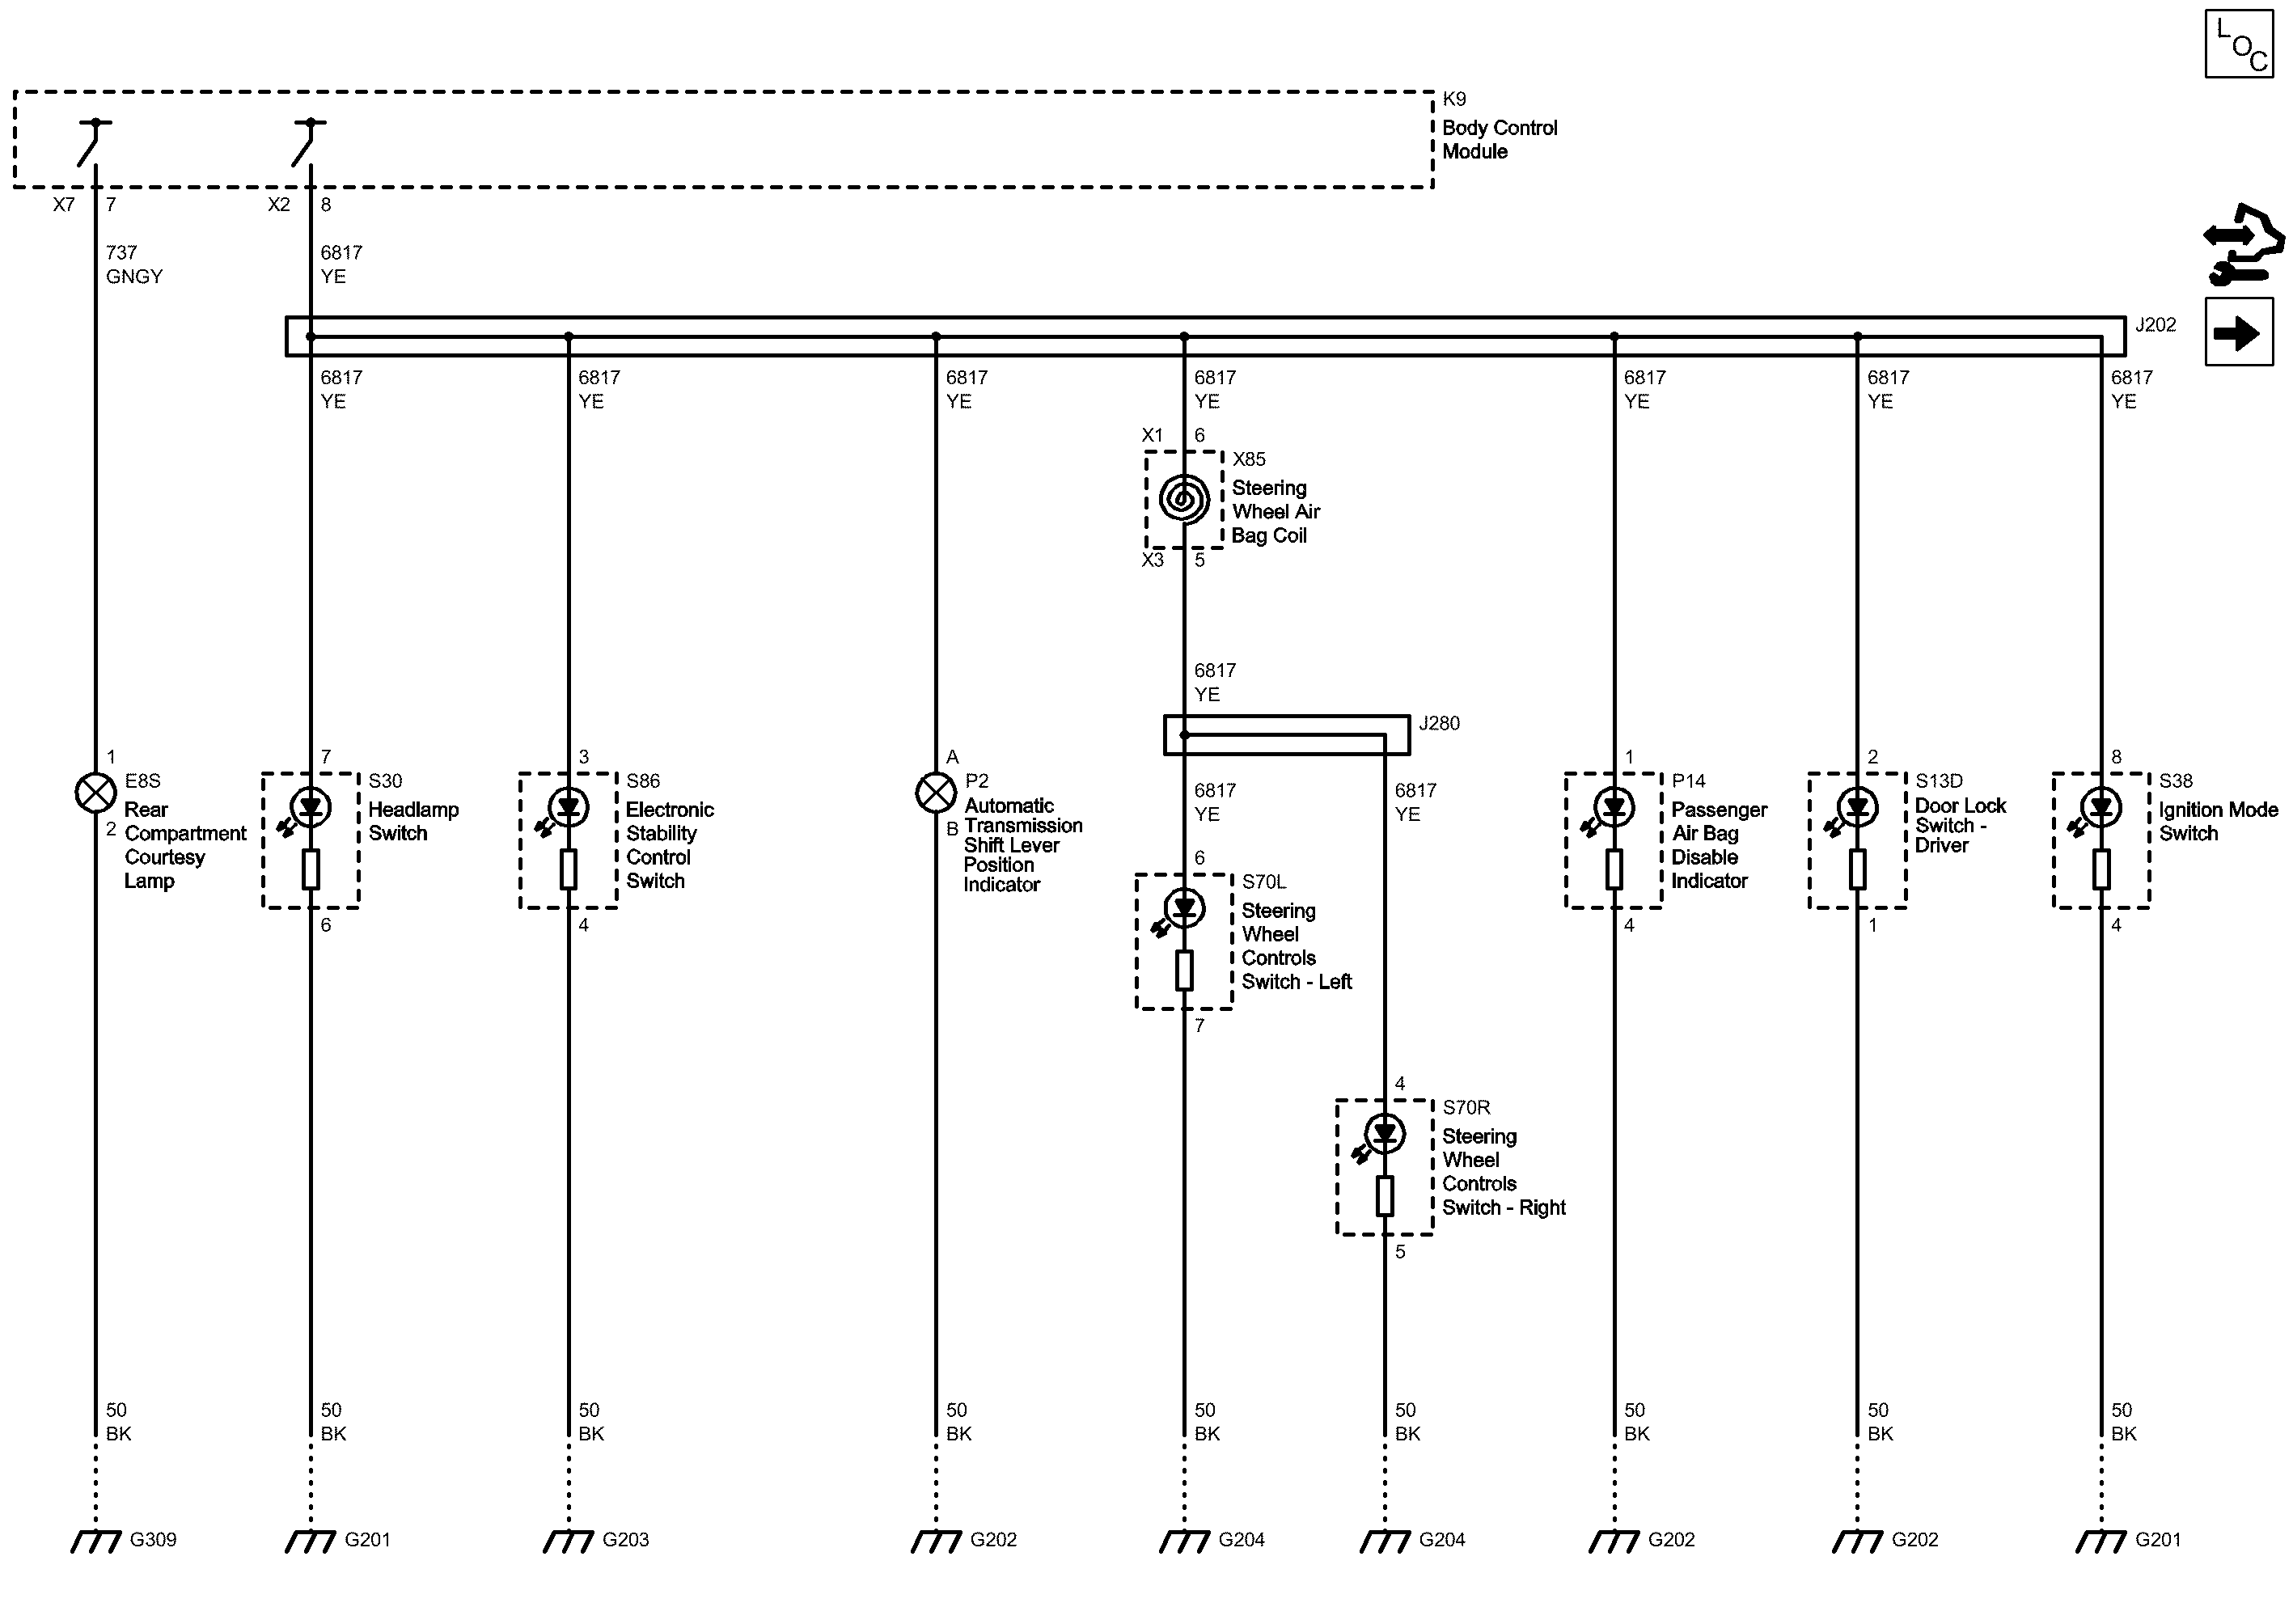 LOC
K9
Body Control
Module
X7 7
X2 8
737
GNGY
6817
YE
J202
6817
YE
6817
YE
6817
YE
6817
YE
6817
YE
6817
YE
6817
YE
X1 6
X85
Steering
Wheel Air
Bag Coil
X3 5
6817
YE
J280
6817
YE
6817
YE
1
E8S
Rear
2 Compartment
Courtesy
Lamp
7
S30
Headlamp
Switch
6
3
S86
Electronic
Stability
Control
Switch
4
A
P2
Automatic
B Transmission
Shift Lever
Position
Indicator
6
S70L
Steering
Wheel
Controls
Switch - Left
7
4
S70R
Steering
Wheel
Controls
Switch - Right
5
1
P14
Passenger
Air Bag
Disable
Indicator
4
2
S13D
Door Lock
Switch -
Driver
1
8
S38
Ignition Mode
Switch
4
50
BK
50
BK
50
BK
50
BK
50
BK
50
BK
50
BK
50
BK
50
BK
G309
G201
G203
G202
G204
G204
G202
G202
G201